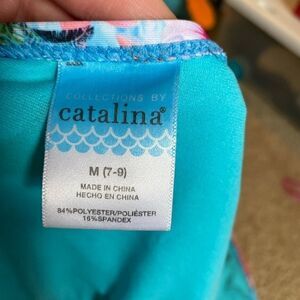 COLLECTIONS BY
catalina®
M (7-9)
MADE IN CHINA
HECHO EN CHINA
84%POLYESTER/POLIÉSTER
16%SPANDEX